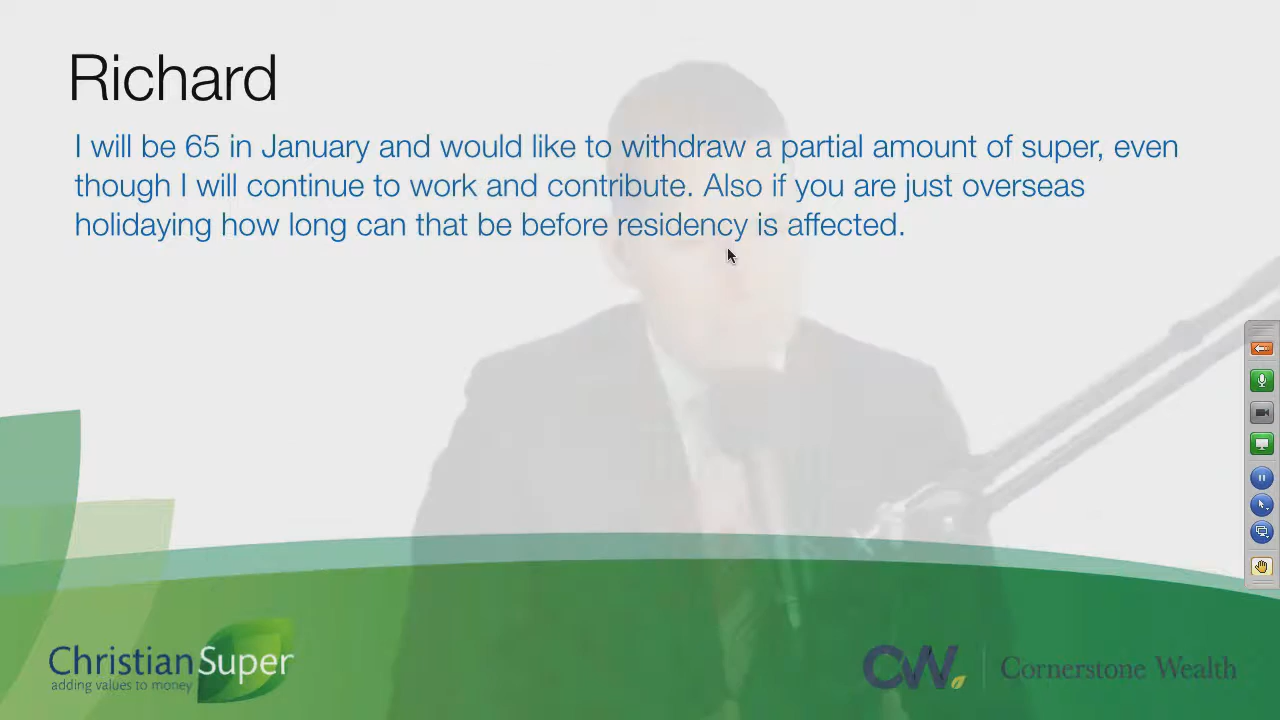 Richard
I will be 65 in January and would like to withdraw a partial amount of super, even
though I will continue to work and contribute. Also if you are just overseas
holidaying how long can that be before residency is affected.
Christian Super
adding values to money
CW
Cornerstone Wealth